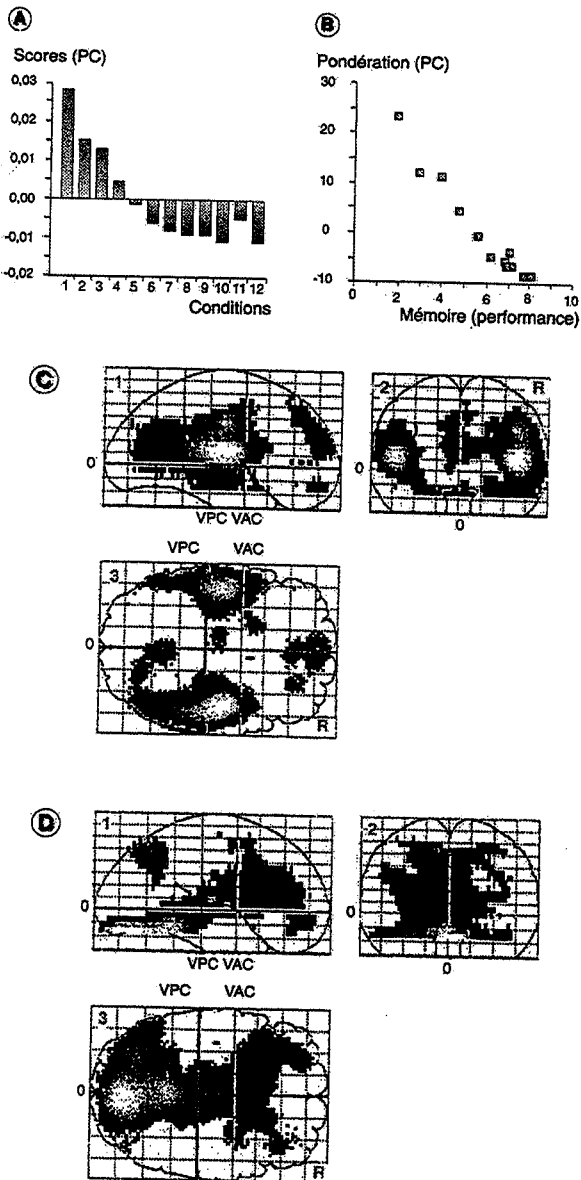 A
Scores (PC)
0,03
0,02
0,01
0,00
-0,01
-0,02
1 2 3 4 5 6 7 8 9 10 11 12
Conditions
B
Pondération (PC)
30
20
10
0
-10
0 2 4 6 8 10
Mémoire (performance)
C
1
0
VPC VAC
2
R
0
0
VPC VAC
3
0
R
D
1
0
VPC VAC
2
0
0
VPC VAC
3
0
R